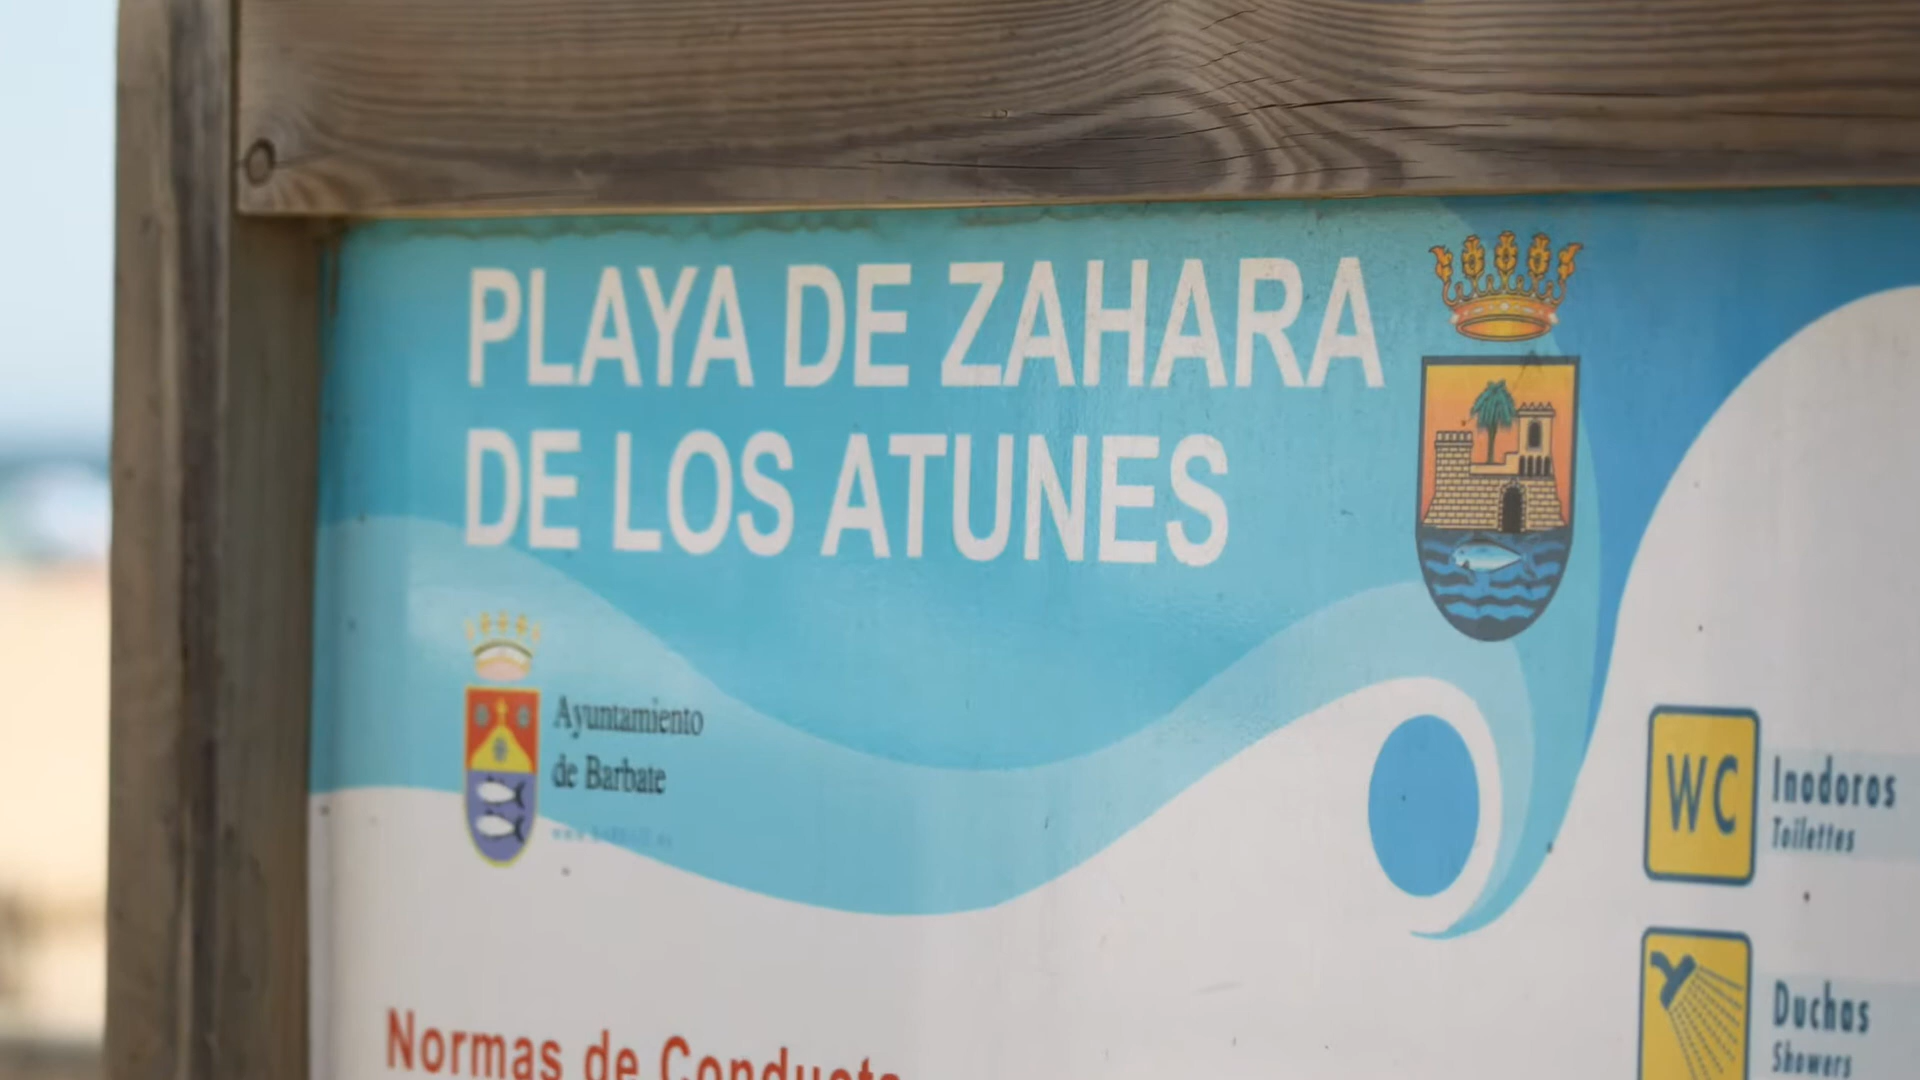 PLAYA DE ZAHARA
DE LOS ATUNES
Ayuntamiento
de Barbate
WC
Inodoros
Toilettes
Duchas
Showers
Normas de Conducta